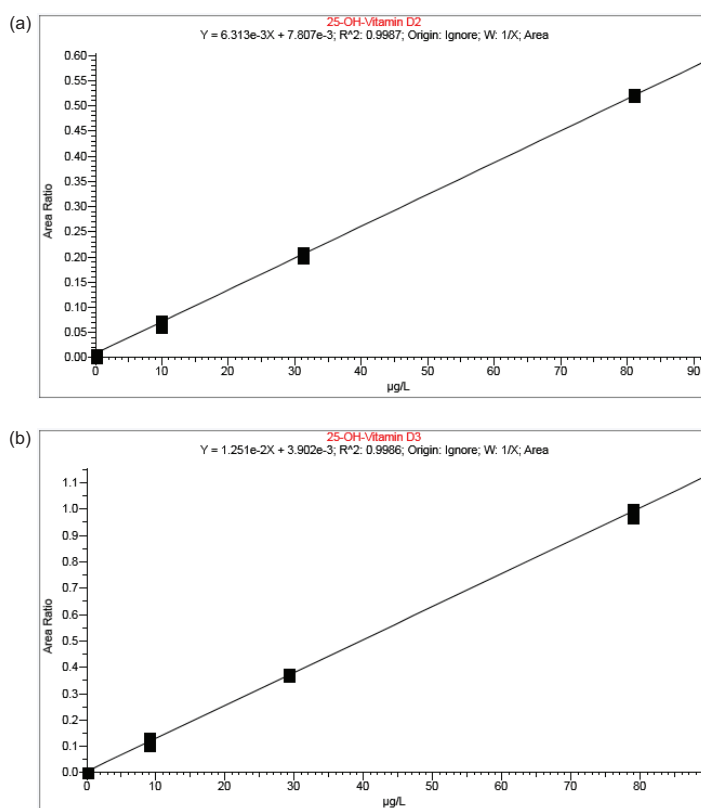 (a)
25-OH-Vitamin D2
Y = 6.313e-3X + 7.807e-3; R^2: 0.9987; Origin: Ignore; W: 1/X; Area
0.60
0.55
0.50
0.45
0.40
0.35
0.30
0.25
0.20
0.15
0.10
0.05
0.00
Area Ratio
0 10 20 30 40 50 60 70 80 90
µg/L
(b)
25-OH-Vitamin D3
Y = 1.251e-2X + 3.902e-3; R^2: 0.9986; Origin: Ignore; W: 1/X; Area
1.1
1.0
0.9
0.8
0.7
0.6
0.5
0.4
0.3
0.2
0.1
0.0
Area Ratio
0 10 20 30 40 50 60 70 80
µg/L